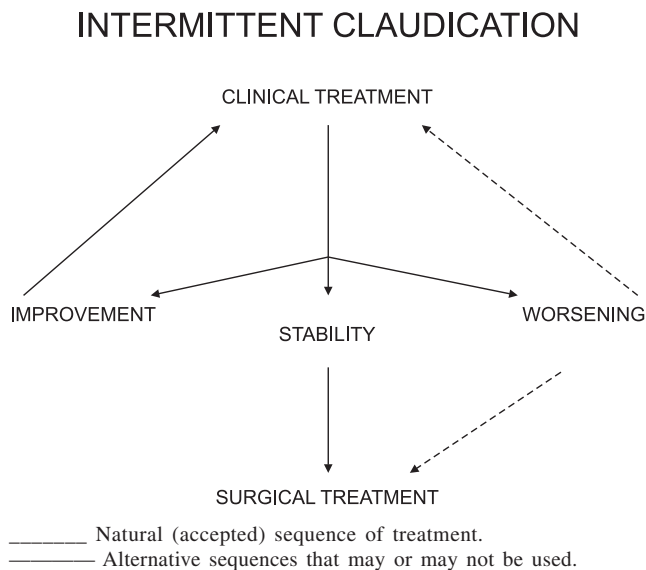 INTERMITTENT CLAUDICATION
CLINICAL TREATMENT
IMPROVEMENT
WORSENING
STABILITY
SURGICAL TREATMENT
_______ Natural (accepted) sequence of treatment.
———— Alternative sequences that may or may not be used.